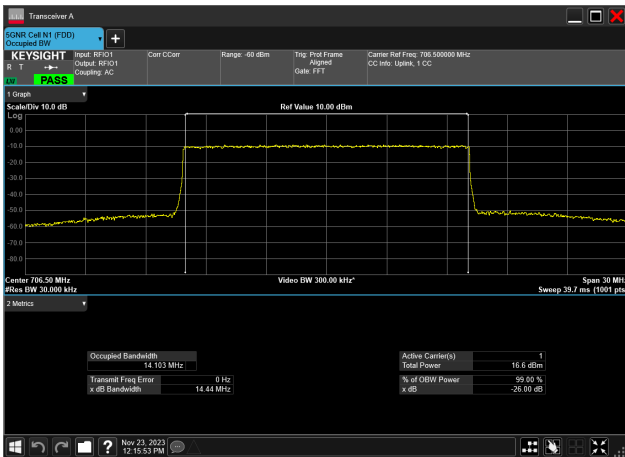 Transceiver A
5GNR Cell N1 (FDD)
Occupied BW
KEYSIGHT
R T
LXI
PASS
Input: RFIO1
Output: RFIO1
Coupling: AC
Corr CCorr
Range: -60 dBm
Trig: Prot Frame
Aligned
Gate: FFT
Carrier Ref Freq: 706.500000 MHz
CC Info: Uplink, 1 CC
1 Graph
Scale/Div 10.0 dB
Ref Value 10.00 dBm
Log
0.00
-10.0
-20.0
-30.0
-40.0
-50.0
-60.0
-70.0
-80.0
Center 706.50 MHz
Video BW 300.00 kHz^
Span 30 MHz
#Res BW 30.000 kHz
Sweep 39.7 ms (1001 pts
2 Metrics
Occupied Bandwidth
14.103 MHz
Transmit Freq Error 0 Hz
x dB Bandwidth 14.44 MHz
Active Carrier(s) 1
Total Power 16.6 dBm
% of OBW Power 99.00 %
x dB -26.00 dB
?
Nov 23, 2023
12:15:53 PM